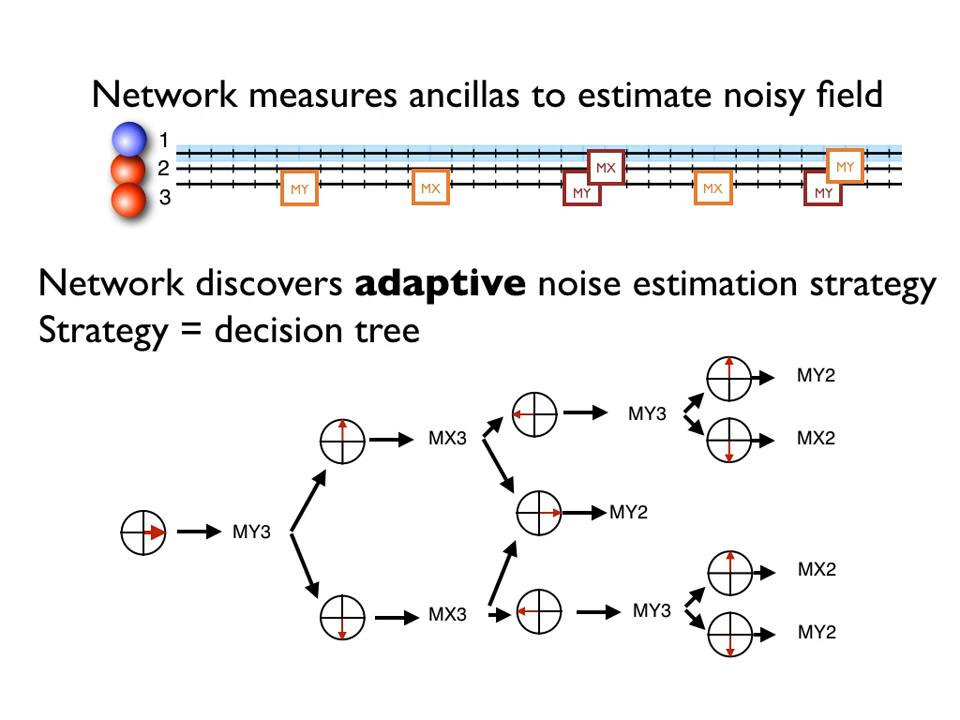 Network measures ancillas to estimate noisy field
1
2
3
MY
MX
MY
MX
MX
MY
MY
Network discovers adaptive noise estimation strategy
Strategy = decision tree
MY3
MX3
MX3
MY3
MY2
MY3
MY2
MX2
MX2
MY2